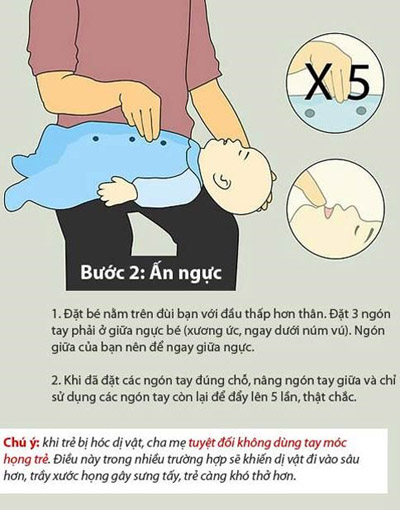 X 5
Bước 2: Ấn ngực
1. Đặt bé nằm trên đùi bạn với đầu thấp hơn thân. Đặt 3 ngón
tay phải ở giữa ngực bé (xương ức, ngay dưới núm vú). Ngón
giữa của bạn nên để ngay giữa ngực.
2. Khi đã đặt các ngón tay đúng chỗ, nâng ngón tay giữa và chỉ
sử dụng các ngón tay còn lại để đẩy lên 5 lần, thật chắc.
Chú ý: khi trẻ bị hóc dị vật, cha mẹ tuyệt đối không dùng tay móc
họng trẻ. Điều này trong nhiều trường hợp sẽ khiến dị vật đi vào sâu
hơn, trầy xước họng gây sưng tấy, trẻ càng khó thở hơn.